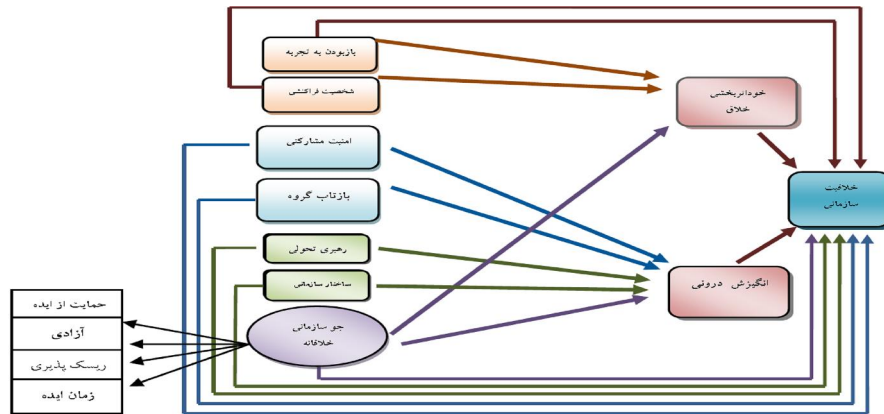 بازبودن به تجربه
شخصیت فراکنشی
امنیت مشارکتی
بازتاب گروه
رهبری تحولی
ساختار سازمانی
جو سازمانی
خلاقانه
خوداثربخشی
خلاق
انگیزش درونی
خلاقیت
سازمانی
حمایت از ایده
آزادی
ریسک پذیری
زمان ایده